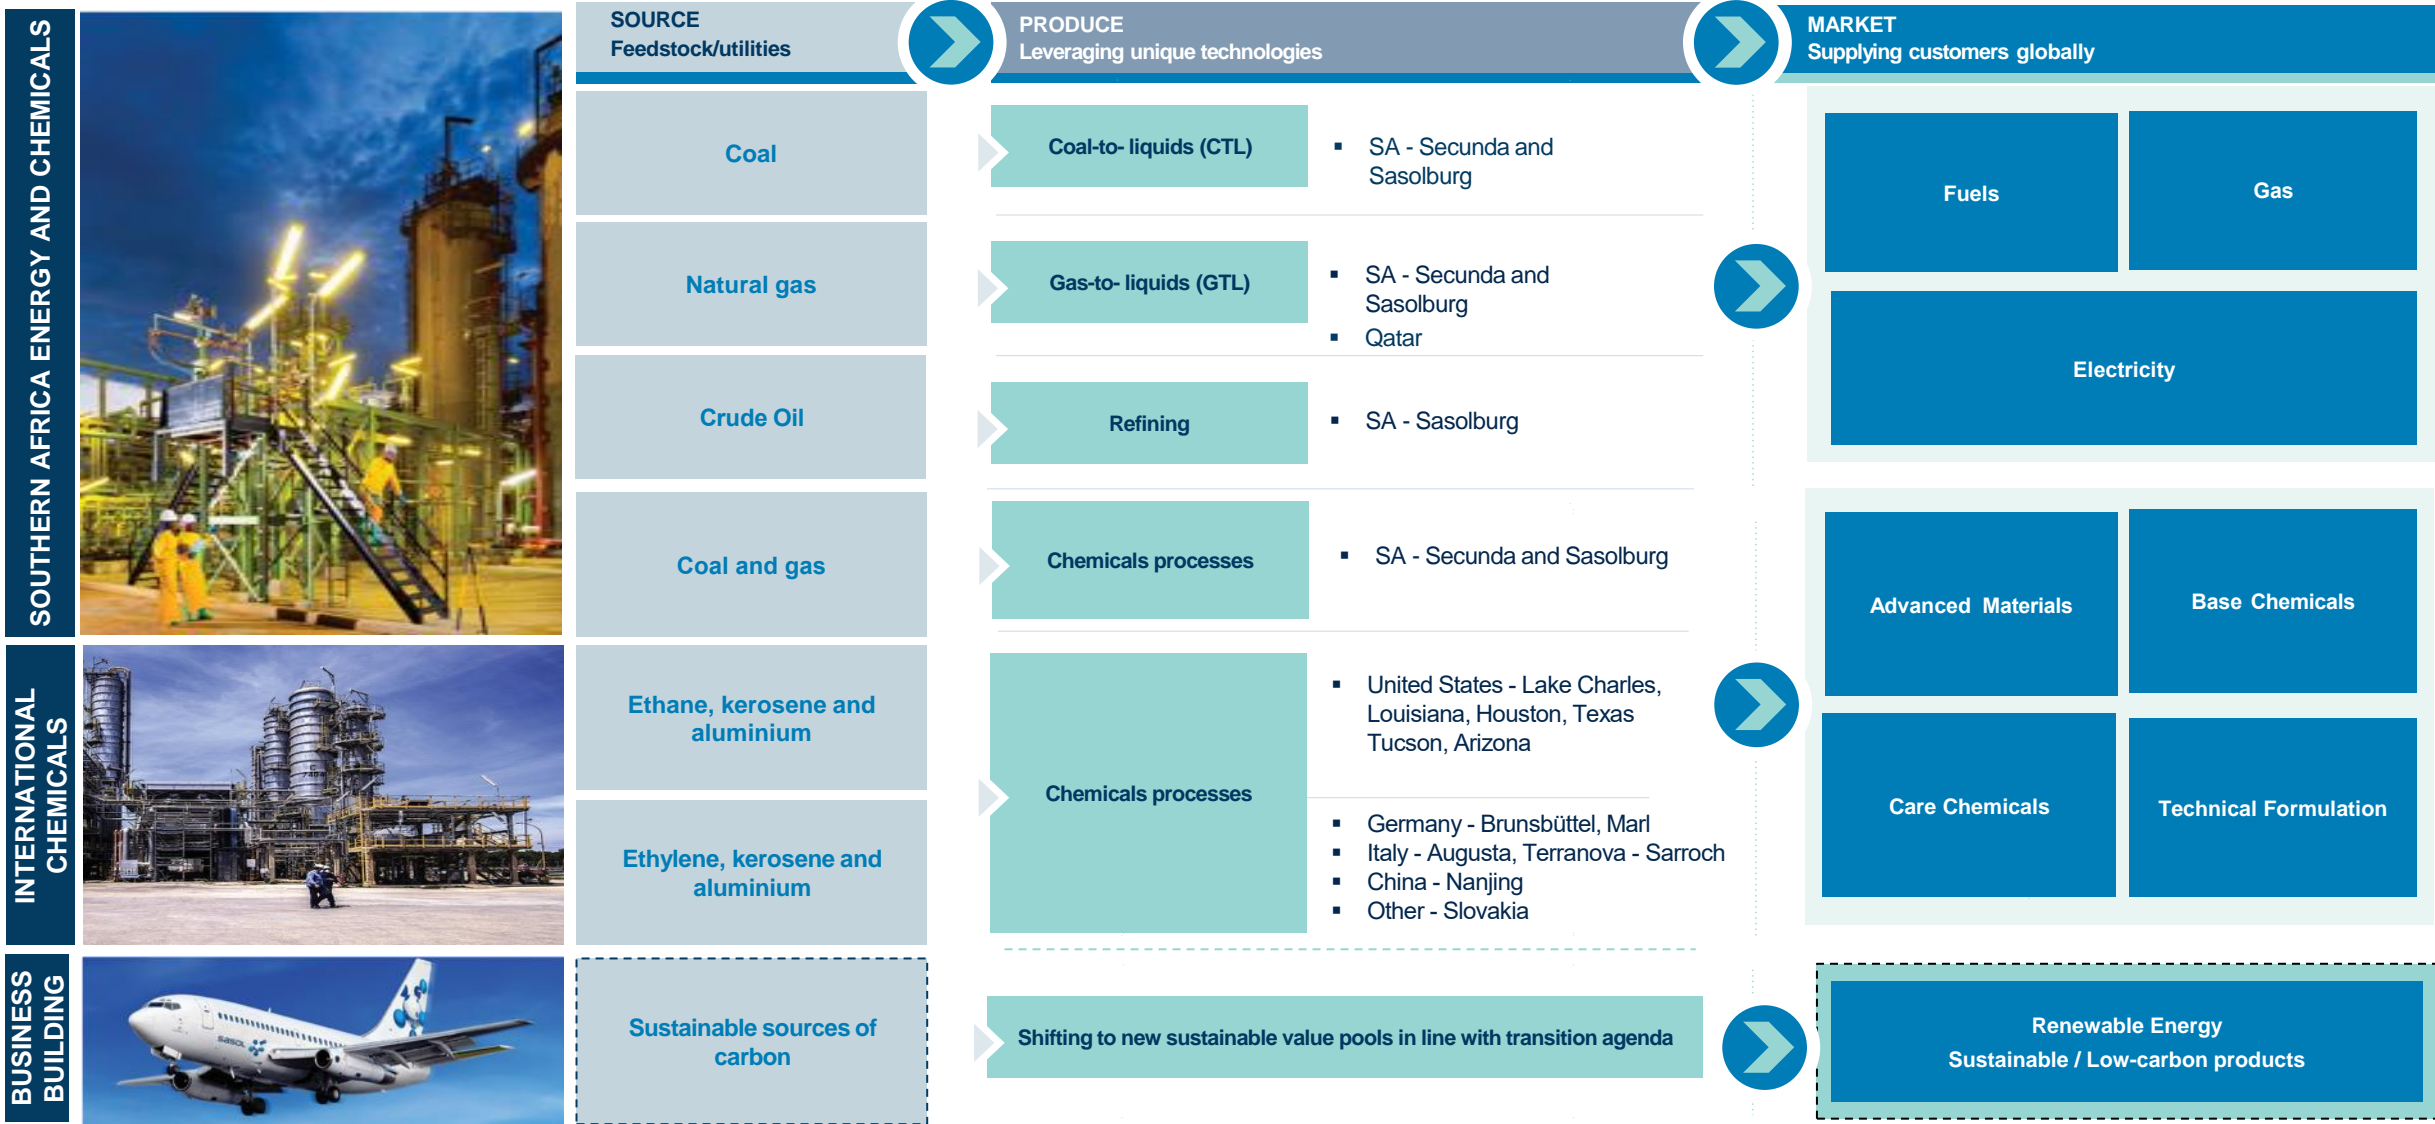 SOURCE
Feedstock/utilities
PRODUCE
Leveraging unique technologies
MARKET
Supplying customers globally
SOUTHERN AFRICA ENERGY AND CHEMICALS
Coal
Coal-to- liquids (CTL)
▪ SA - Secunda and
Sasolburg
Natural gas
Gas-to- liquids (GTL)
▪ SA - Secunda and
Sasolburg
▪ Qatar
Crude Oil
Refining
▪ SA - Sasolburg
Fuels
Gas
Electricity
Coal and gas
Chemicals processes
▪ SA - Secunda and Sasolburg
INTERNATIONAL
CHEMICALS
Ethane, kerosene and
aluminium
Ethylene, kerosene and
aluminium
Chemicals processes
▪ United States - Lake Charles,
Louisiana, Houston, Texas
Tucson, Arizona
▪ Germany - Brunsbüttel, Marl
▪ Italy - Augusta, Terranova - Sarroch
▪ China - Nanjing
▪ Other - Slovakia
Advanced Materials
Base Chemicals
Care Chemicals
Technical Formulation
BUSINESS
BUILDING
sasol
Sustainable sources of
carbon
Shifting to new sustainable value pools in line with transition agenda
Renewable Energy
Sustainable / Low-carbon products